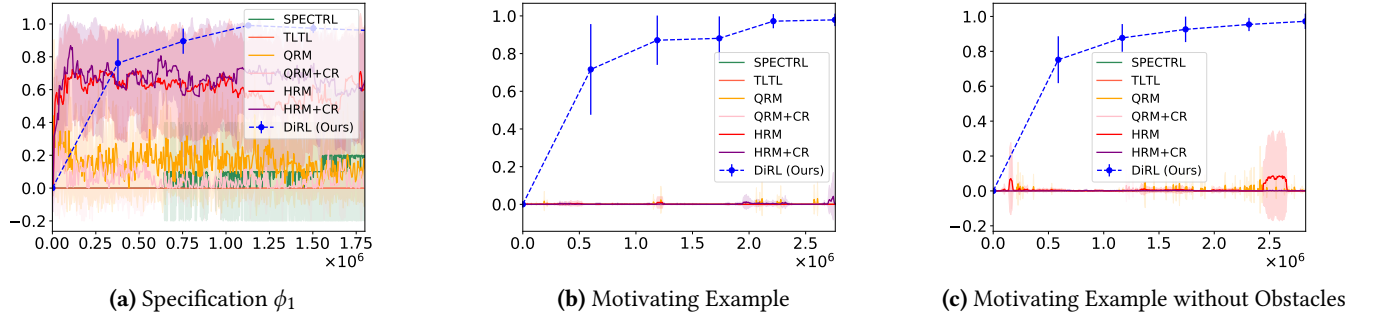 1.0
0.8
0.6
0.4
0.2
0.0
−0.2
SPECTRL
TLTL
QRM
QRM+CR
HRM
HRM+CR
DiRL (Ours)
0.00 0.25 0.50 0.75 1.00 1.25 1.50 1.75
×10⁶
(a) Specification ϕ₁
1.0
0.8
0.6
0.4
0.2
0.0
SPECTRL
TLTL
QRM
QRM+CR
HRM
HRM+CR
DiRL (Ours)
0.0 0.5 1.0 1.5 2.0 2.5
×10⁶
(b) Motivating Example
1.0
0.8
0.6
0.4
0.2
0.0
−0.2
SPECTRL
TLTL
QRM
QRM+CR
HRM
HRM+CR
DiRL (Ours)
0.0 0.5 1.0 1.5 2.0 2.5
×10⁶
(c) Motivating Example without Obstacles